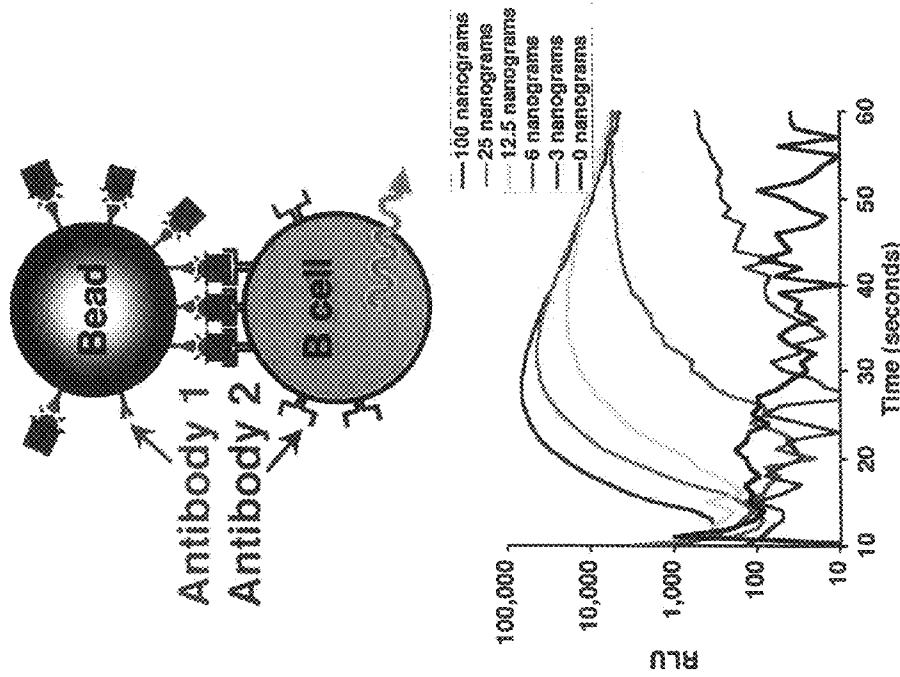 Bead
Antibody 1
Antibody 2
B cell
100 nanograms
25 nanograms
12.5 nanograms
6 nanograms
3 nanograms
0 nanograms
100,000
10,000
1,000
100
10
RLU
10
20
30
40
50
60
Time (seconds)